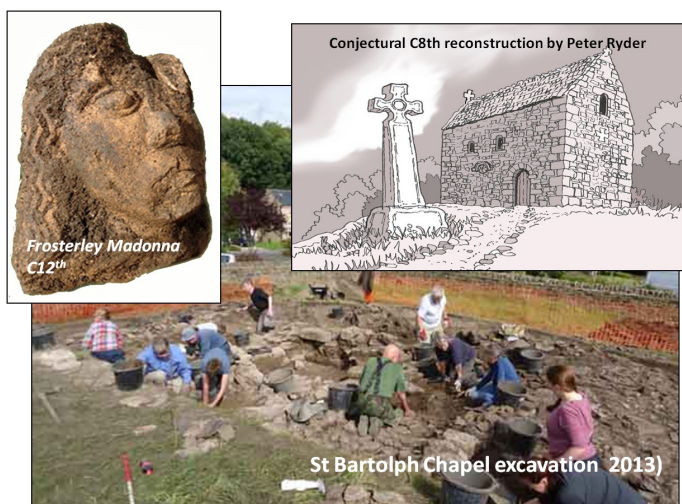 Conjectural C8th reconstruction by Peter Ryder
Frosterley Madonna
C12th
St Bartolph Chapel excavation 2013)